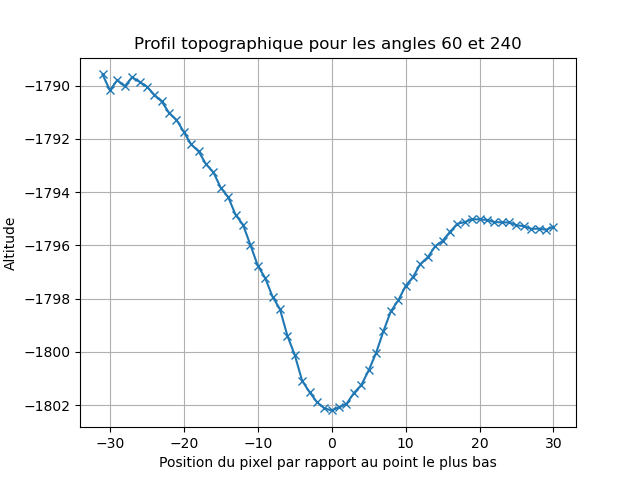 Profil topographique pour les angles 60 et 240
Altitude
−1790
−1792
−1794
−1796
−1798
−1800
−1802
−30 −20 −10 0 10 20 30
Position du pixel par rapport au point le plus bas